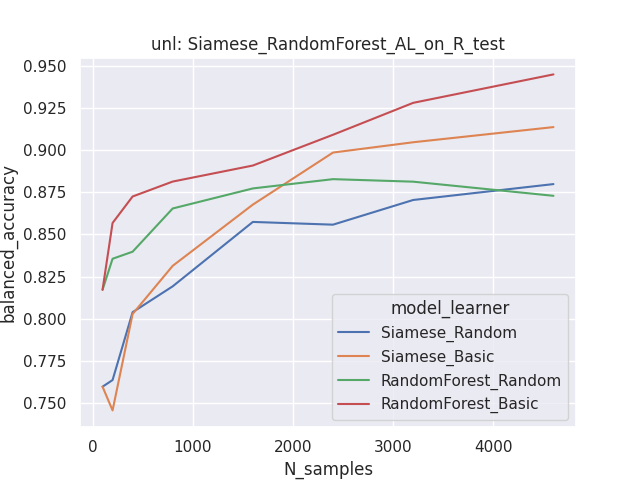 unl: Siamese_RandomForest_AL_on_R_test
balanced_accuracy
0.950
0.925
0.900
0.875
0.850
0.825
0.800
0.775
0.750
model_learner
Siamese_Random
Siamese_Basic
RandomForest_Random
RandomForest_Basic
0 1000 2000 3000 4000
N_samples